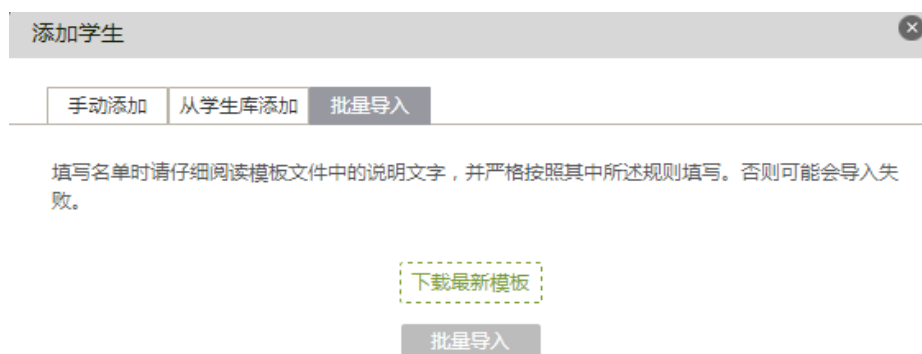 添加学生
手动添加 从学生库添加 批量导入
填写名单时请仔细阅读模板文件中的说明文字，并严格按照其中所述规则填写。否则可能会导入失
败。
下载最新模板
批量导入